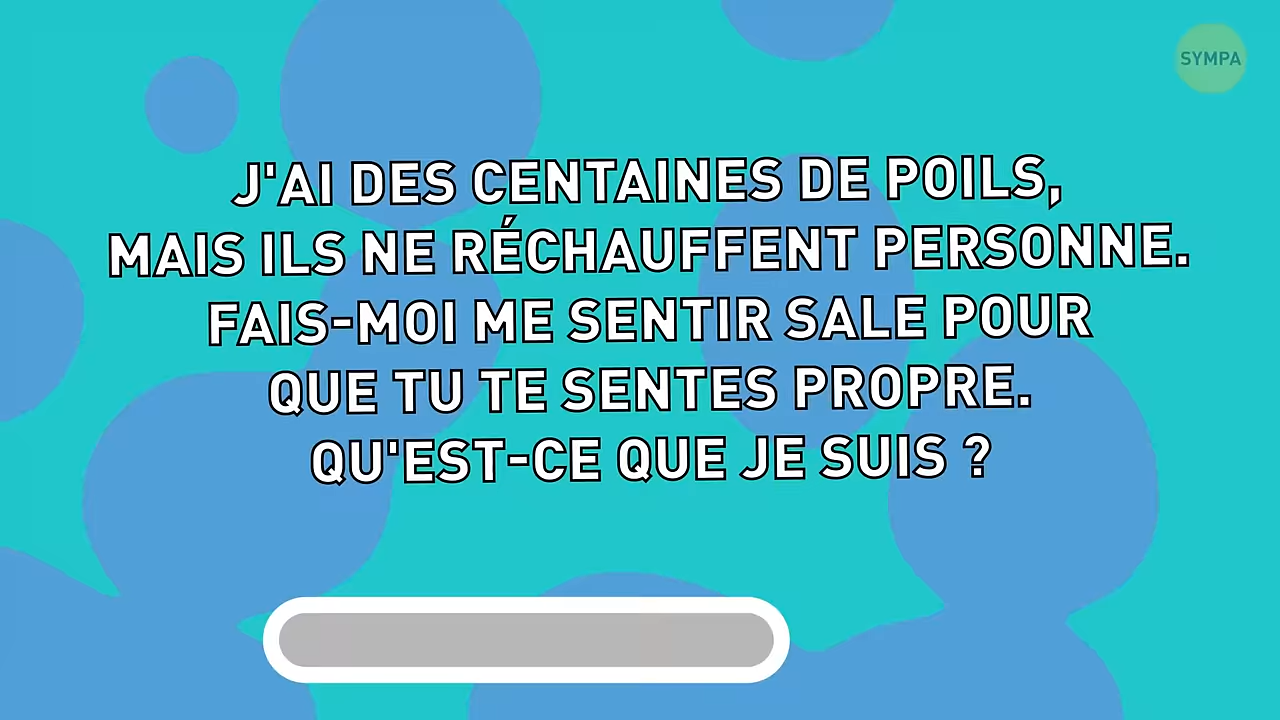 SYMPA
J'AI DES CENTAINES DE POILS,
MAIS ILS NE RÉCHAUFFENT PERSONNE.
FAIS-MOI ME SENTIR SALE POUR
QUE TU TE SENTES PROPRE.
QU'EST-CE QUE JE SUIS ?